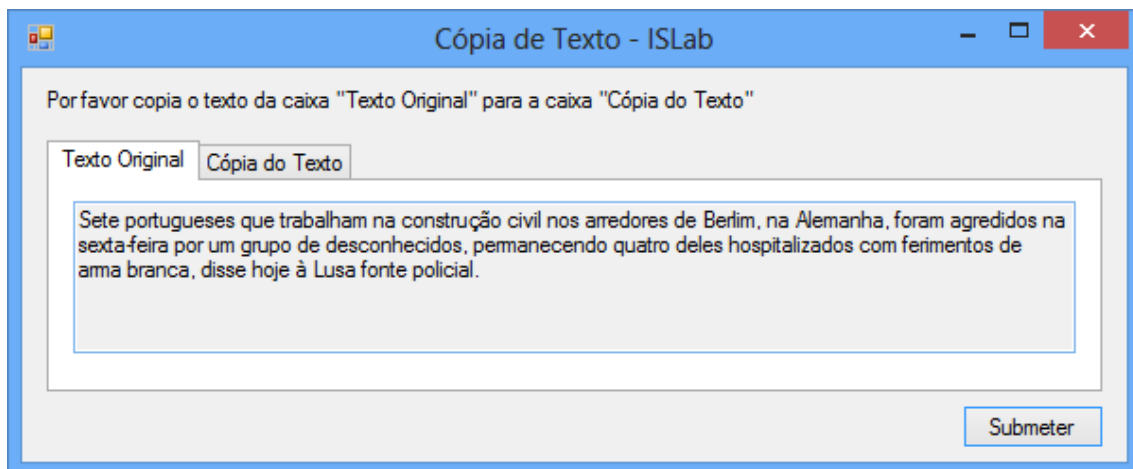 Cópia de Texto - ISLab
Por favor copia o texto da caixa "Texto Original" para a caixa "Cópia do Texto"
Texto Original
Cópia do Texto
Sete portugueses que trabalham na construção civil nos arredores de Berlim, na Alemanha, foram agredidos na
sexta-feira por um grupo de desconhecidos, permanecendo quatro deles hospitalizados com ferimentos de
arma branca, disse hoje à Lusa fonte policial.
Submeter